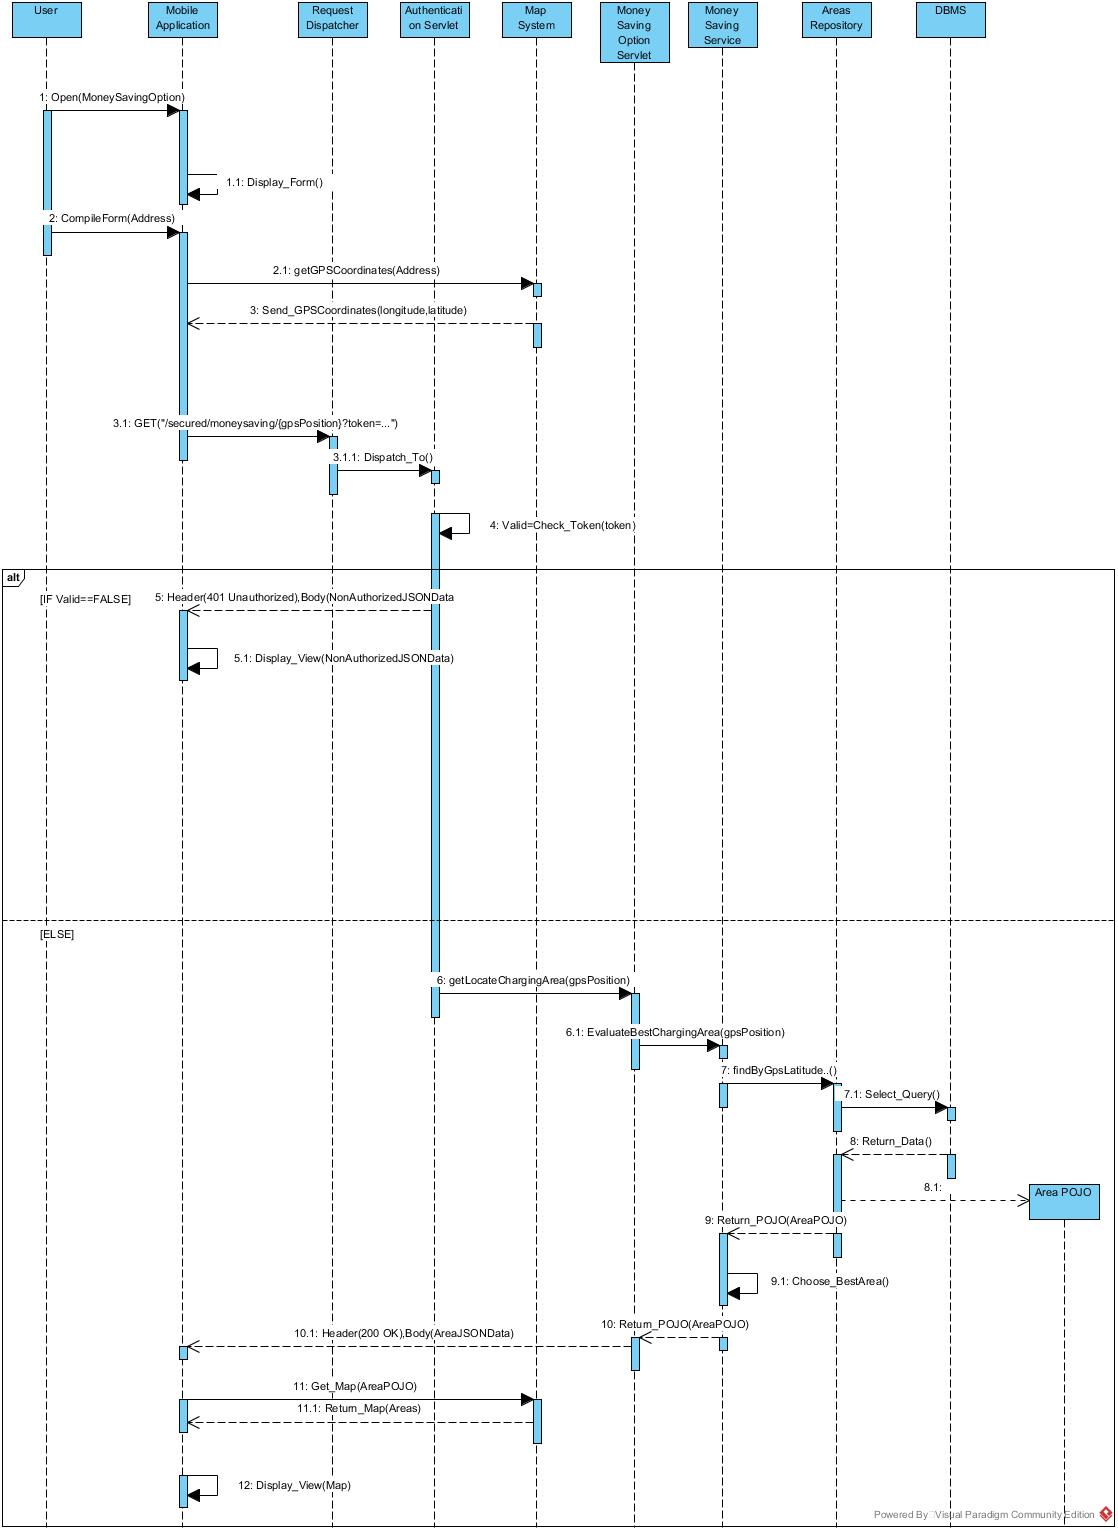 User
Mobile
Application
Request
Dispatcher
Authenticati
on Servlet
Map
System
Money
Saving
Option
Servlet
Money
Saving
Service
Areas
Repository
DBMS
1: Open(MoneySavingOption)
1.1: Display_Form()
2: CompileForm(Address)
2.1: getGPSCoordinates(Address)
3: Send_GPSCoordinates(longitude,latitude)
3.1: GET("/secured/moneysaving/{gpsPosition}?token=...")
3.1.1: Dispatch_To()
4: Valid=Check_Token(token)
alt
[IF Valid==FALSE]
5: Header(401 Unauthorized),Body(NonAuthorizedJSONData
5.1: Display_View(NonAuthorizedJSONData)
[ELSE]
6: getLocateChargingArea(gpsPosition)
6.1: EvaluateBestChargingArea(gpsPosition)
7: findByGpsLatitude..()
7.1: Select_Query()
8: Return_Data()
8.1:
Area POJO
9: Return_POJO(AreaPOJO)
9.1: Choose_BestArea()
10: Return_POJO(AreaPOJO)
10.1: Header(200 OK),Body(AreaJSONData)
11: Get_Map(AreaPOJO)
11.1: Return_Map(Areas)
12: Display_View(Map)
Powered By Visual Paradigm Community Edition